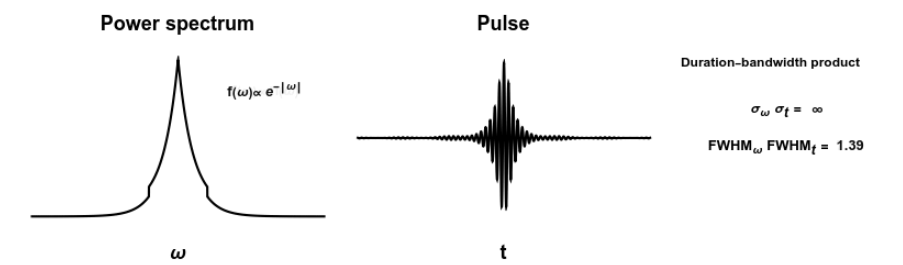 Power spectrum
f(ω)∝ e^{-|ω|}
ω
Pulse
t
Duration–bandwidth product
σ_ω σ_t = ∞
FWHM_ω FWHM_t = 1.39